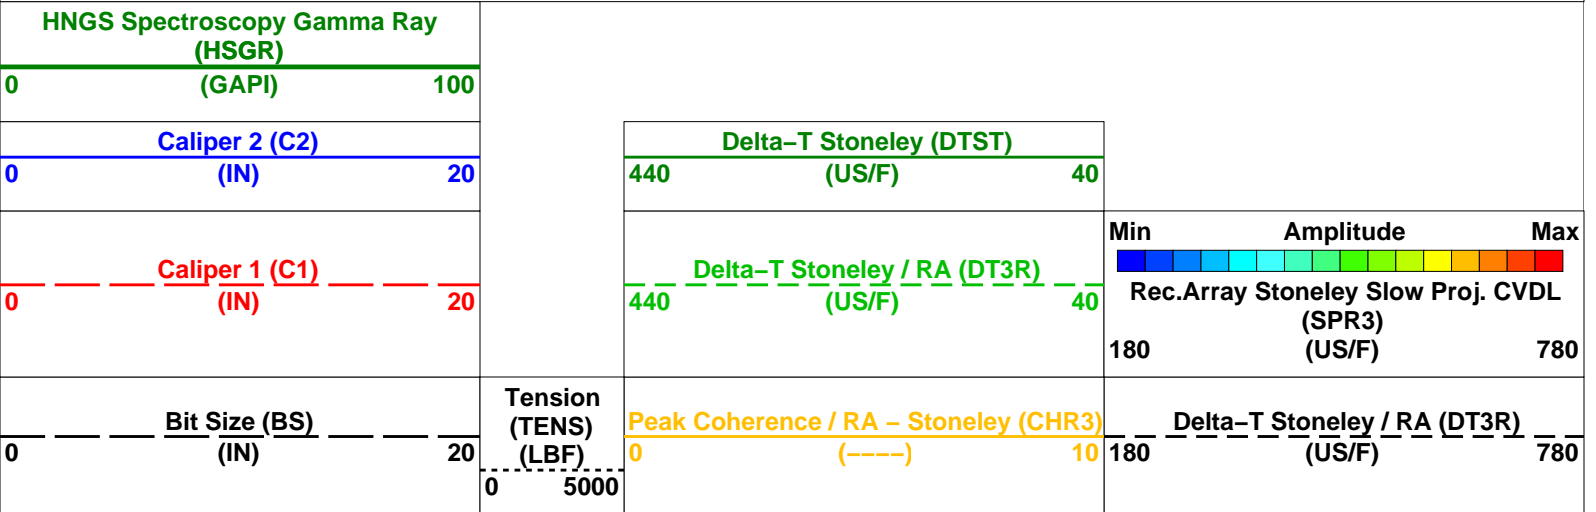 HNGS Spectroscopy Gamma Ray
(HSGR)
0 (GAPI) 100
Caliper 2 (C2)
0 (IN) 20
Caliper 1 (C1)
0 (IN) 20
Bit Size (BS)
0 (IN) 20
Tension
(TENS)
(LBF)
0 5000
Delta−T Stoneley (DTST)
440 (US/F) 40
Delta−T Stoneley / RA (DT3R)
440 (US/F) 40
Peak Coherence / RA − Stoneley (CHR3)
0 (−−−−) 10
Min Amplitude Max
Rec.Array Stoneley Slow Proj. CVDL
(SPR3)
180 (US/F) 780
Delta−T Stoneley / RA (DT3R)
180 (US/F) 780